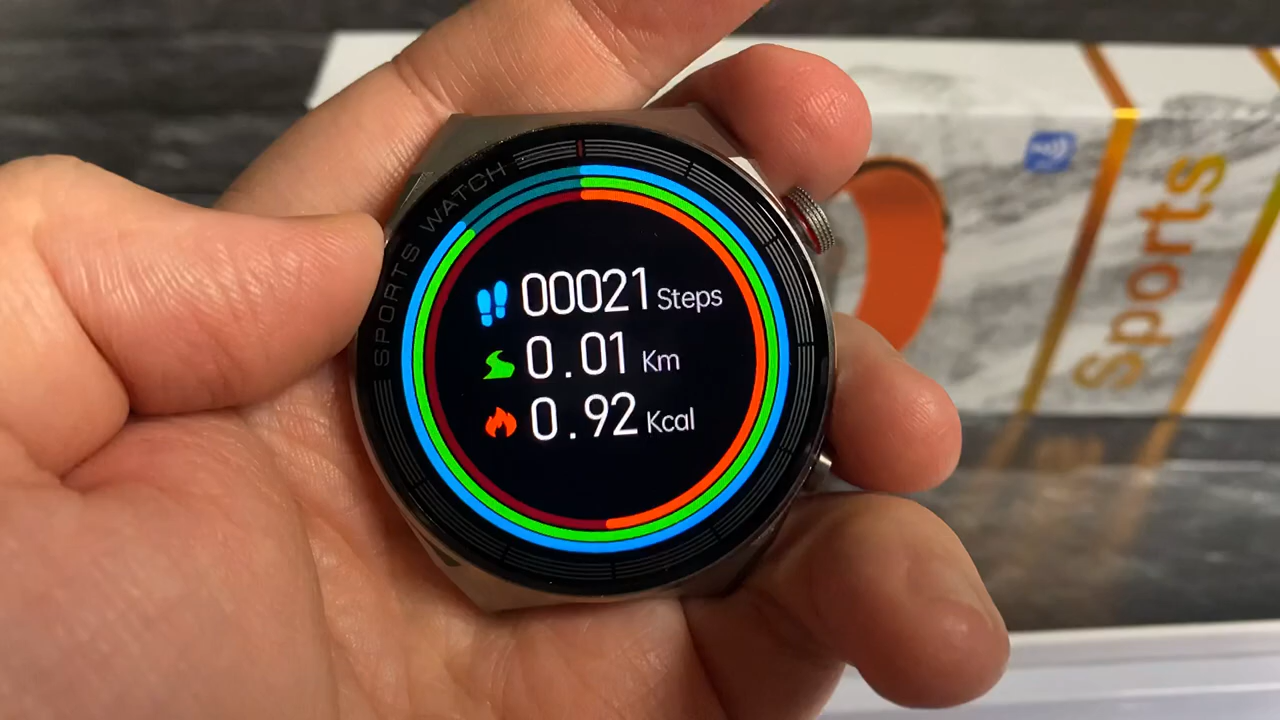 SPORTS WATCH
00021 Steps
0.01 Km
0.92 Kcal
Sports